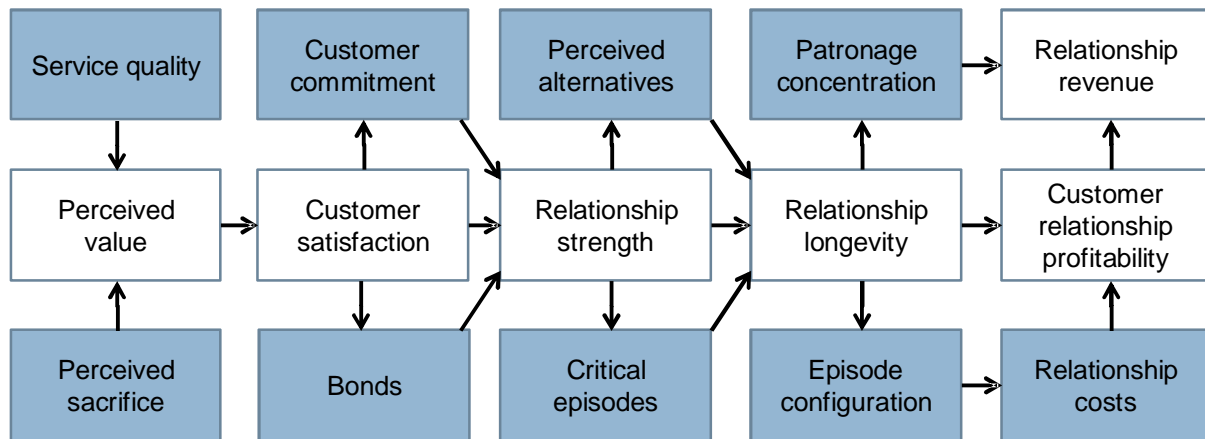 Service quality
Customer
commitment
Perceived
alternatives
Patronage
concentration
Relationship
revenue
Perceived
value
Customer
satisfaction
Relationship
strength
Relationship
longevity
Customer
relationship
profitability
Perceived
sacrifice
Bonds
Critical
episodes
Episode
configuration
Relationship
costs